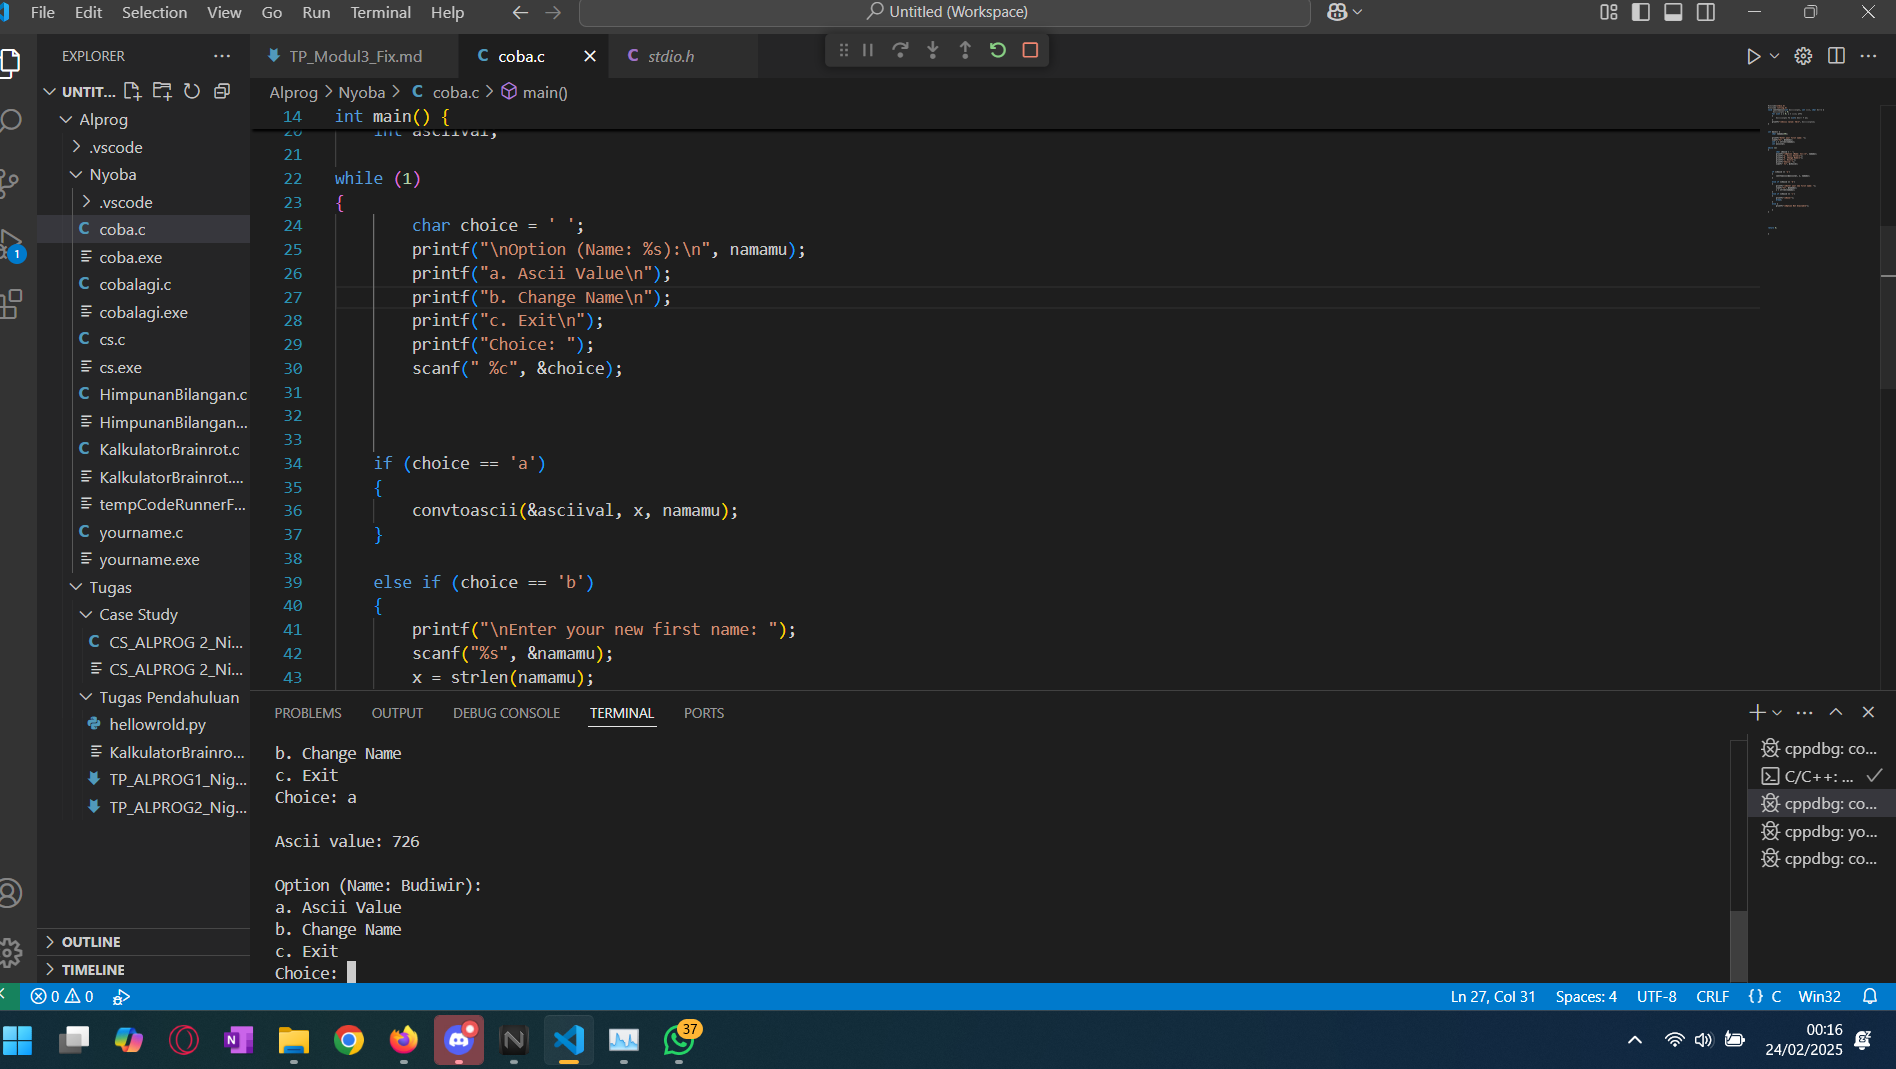 File Edit Selection View Go Run Terminal Help
Untitled (Workspace)
EXPLORER
TP_Modul3_Fix.md
C coba.c
C stdio.h
UNTIT...
Alprog
.vscode
Nyoba
.vscode
C coba.c
coba.exe
C cobalagi.c
cobalagi.exe
C cs.c
cs.exe
C HimpunanBilangan.c
HimpunanBilangan...
C KalkulatorBrainrot.c
KalkulatorBrainrot....
tempCodeRunnerF...
C yourname.c
yourname.exe
Tugas
Case Study
C CS_ALPROG 2_Ni...
CS_ALPROG 2_Ni...
Tugas Pendahuluan
hellowrold.py
KalkulatorBrainro...
TP_ALPROG1_Nig...
TP_ALPROG2_Nig...
OUTLINE
TIMELINE
1
Alprog > Nyoba > C coba.c > main()
14 int main() {
20 int asciival;
21
22 while (1)
23 {
24 char choice = ' ';
25 printf("\nOption (Name: %s):\n", namamu);
26 printf("a. Ascii Value\n");
27 printf("b. Change Name\n");
28 printf("c. Exit\n");
29 printf("Choice: ");
30 scanf(" %c", &choice);
31
32
33
34 if (choice == 'a')
35 {
36 convtoascii(&asciival, x, namamu);
37 }
38
39 else if (choice == 'b')
40 {
41 printf("\nEnter your new first name: ");
42 scanf("%s", &namamu);
43 x = strlen(namamu);
PROBLEMS OUTPUT DEBUG CONSOLE TERMINAL PORTS
b. Change Name
c. Exit
Choice: a
Ascii value: 726
Option (Name: Budiwir):
a. Ascii Value
b. Change Name
c. Exit
Choice:
cppdbg: co...
C/C++: ...
cppdbg: co...
cppdbg: yo...
cppdbg: co...
0 0
Ln 27, Col 31 Spaces: 4 UTF-8 CRLF {} C Win32
N
N
37
00:16
24/02/2025